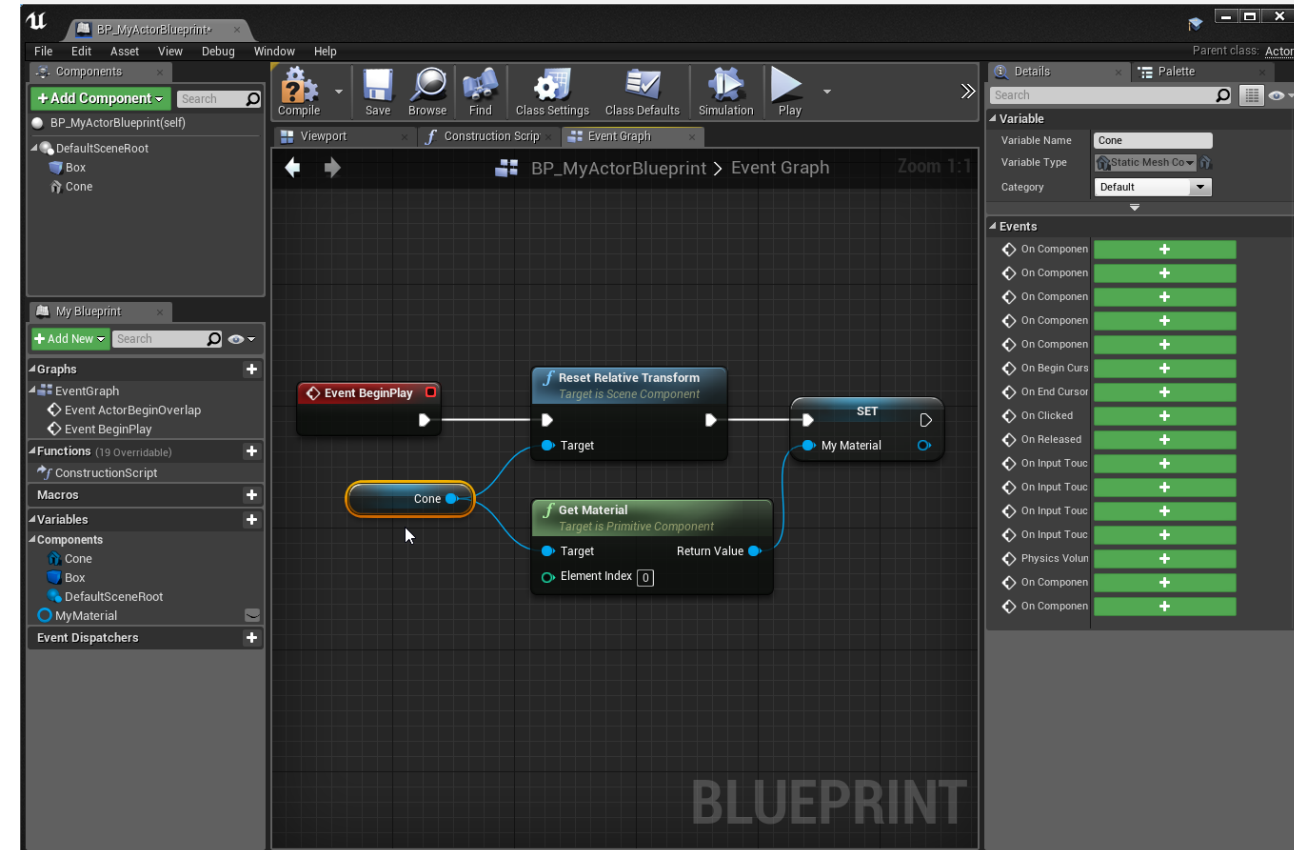 BP_MyActorBlueprint*
File Edit Asset View Debug Window Help
Parent class: Actor
Components
+Add Component
Search
BP_MyActorBlueprint(self)
DefaultSceneRoot
Box
Cone
My Blueprint
+Add New
Search
Graphs
EventGraph
Event ActorBeginOverlap
Event BeginPlay
Functions (19 Overridable)
ConstructionScript
Macros
Variables
Components
Cone
Box
DefaultSceneRoot
MyMaterial
Event Dispatchers
Compile Save Browse Find Class Settings Class Defaults Simulation Play
Viewport Construction Scrip Event Graph
BP_MyActorBlueprint > Event Graph Zoom 1:1
Event BeginPlay
Reset Relative Transform
Target is Scene Component
Target
SET
My Material
Cone
Get Material
Target is Primitive Component
Target Return Value
Element Index 0
BLUEPRINT
Details Palette
Search
Variable
Variable Name Cone
Variable Type Static Mesh Co
Category Default
Events
On Componen
On Componen
On Componen
On Componen
On Componen
On Begin Curs
On End Cursor
On Clicked
On Released
On Input Touc
On Input Touc
On Input Touc
On Input Touc
Physics Volun
On Componen
On Componen